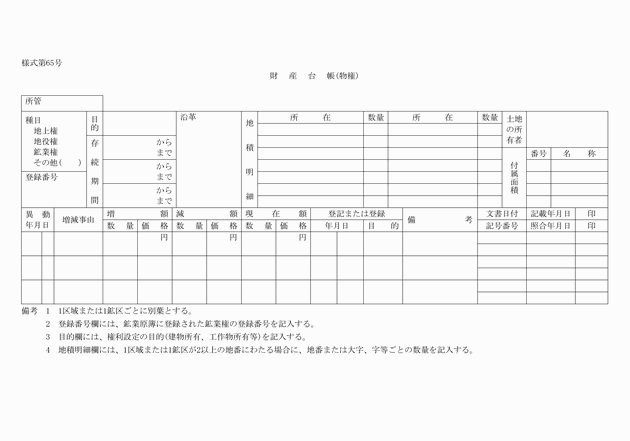 様式第65号
財　産　台　帳(物権)
所管
種目
地上権
地役権
鉱業権
その他(　　)
登録番号
目的
存続期間
から
まで
から
まで
から
まで
沿革
地積明細
所　　在
数量
所　　在
数量
土地の所有者
付属面積
番号
名　　称
異　動
年月日
増減事由
増　　額
減　　額
現　在　額
登記または登録
備　　考
文書日付
記載年月日
印
数　量
価　格
数　量
価　格
数　量
価　格
年月日
目　的
記号番号
照合年月日
印
円
円
円
備考　1　1区域または1鉱区ごとに別葉とする。
2　登録番号欄には、鉱業原簿に登録された鉱業権の登録番号を記入する。
3　目的欄には、権利設定の目的(建物所有、工作物所有等)を記入する。
4　地積明細欄には、1区域または1鉱区が2以上の地番にわたる場合に、地番または大字、字等ごとの数量を記入する。